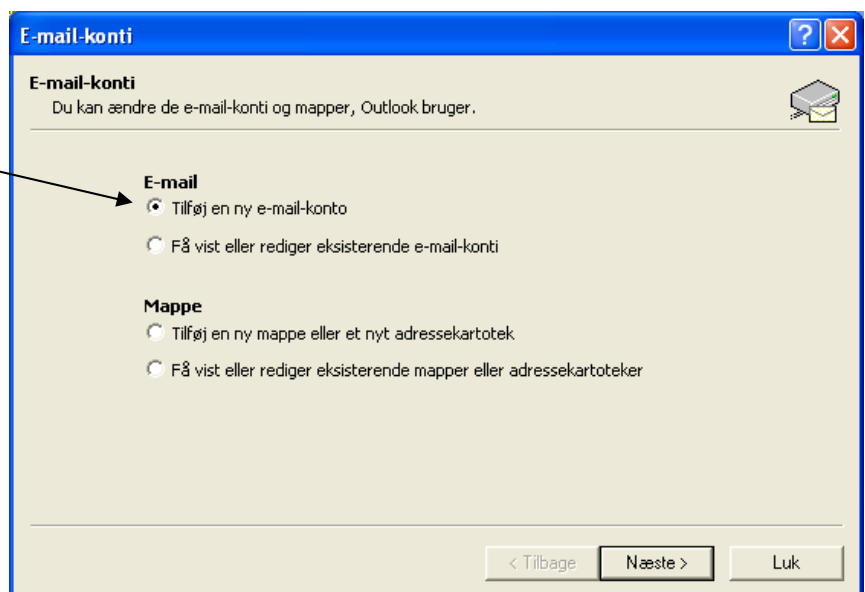 E-mail-konti
E-mail-konti
Du kan ændre de e-mail-konti og mapper, Outlook bruger.
E-mail
Tilføj en ny e-mail-konto
Få vist eller rediger eksisterende e-mail-konti
Mappe
Tilføj en ny mappe eller et nyt adressekartotek
Få vist eller rediger eksisterende mapper eller adressekartoteker
< Tilbage
Næste >
Luk